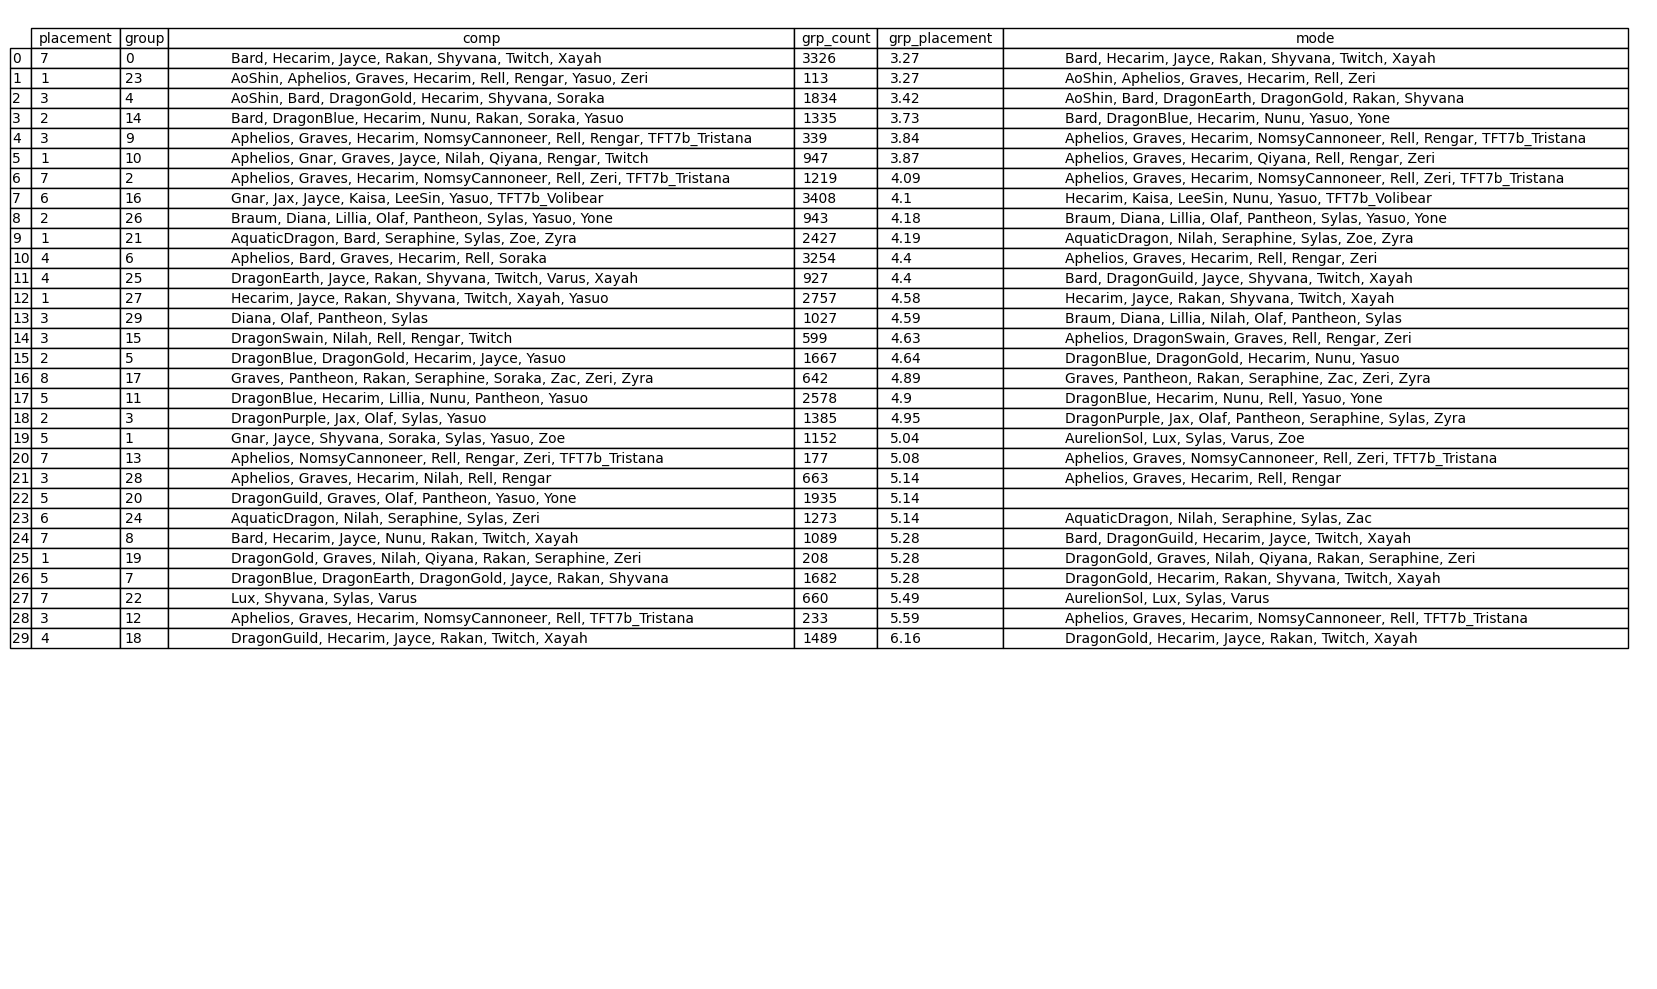 placement group comp grp_count grp_placement mode
0 7 0 Bard, Hecarim, Jayce, Rakan, Shyvana, Twitch, Xayah 3326 3.27 Bard, Hecarim, Jayce, Rakan, Shyvana, Twitch, Xayah
1 1 23 AoShin, Aphelios, Graves, Hecarim, Rell, Rengar, Yasuo, Zeri 113 3.27 AoShin, Aphelios, Graves, Hecarim, Rell, Zeri
2 3 4 AoShin, Bard, DragonGold, Hecarim, Shyvana, Soraka 1834 3.42 AoShin, Bard, DragonEarth, DragonGold, Rakan, Shyvana
3 2 14 Bard, DragonBlue, Hecarim, Nunu, Rakan, Soraka, Yasuo 1335 3.73 Bard, DragonBlue, Hecarim, Nunu, Yasuo, Yone
4 3 9 Aphelios, Graves, Hecarim, NomsyCannoneer, Rell, Rengar, TFT7b_Tristana 339 3.84 Aphelios, Graves, Hecarim, NomsyCannoneer, Rell, Rengar, TFT7b_Tristana
5 1 10 Aphelios, Gnar, Graves, Jayce, Nilah, Qiyana, Rengar, Twitch 947 3.87 Aphelios, Graves, Hecarim, Qiyana, Rell, Rengar, Zeri
6 7 2 Aphelios, Graves, Hecarim, NomsyCannoneer, Rell, Zeri, TFT7b_Tristana 1219 4.09 Aphelios, Graves, Hecarim, NomsyCannoneer, Rell, Zeri, TFT7b_Tristana
7 6 16 Gnar, Jax, Jayce, Kaisa, LeeSin, Yasuo, TFT7b_Volibear 3408 4.1 Hecarim, Kaisa, LeeSin, Nunu, Yasuo, TFT7b_Volibear
8 2 26 Braum, Diana, Lillia, Olaf, Pantheon, Sylas, Yasuo, Yone 943 4.18 Braum, Diana, Lillia, Olaf, Pantheon, Sylas, Yasuo, Yone
9 1 21 AquaticDragon, Bard, Seraphine, Sylas, Zoe, Zyra 2427 4.19 AquaticDragon, Nilah, Seraphine, Sylas, Zoe, Zyra
10 4 6 Aphelios, Bard, Graves, Hecarim, Rell, Soraka 3254 4.4 Aphelios, Graves, Hecarim, Rell, Rengar, Zeri
11 4 25 DragonEarth, Jayce, Rakan, Shyvana, Twitch, Varus, Xayah 927 4.4 Bard, DragonGuild, Jayce, Shyvana, Twitch, Xayah
12 1 27 Hecarim, Jayce, Rakan, Shyvana, Twitch, Xayah, Yasuo 2757 4.58 Hecarim, Jayce, Rakan, Shyvana, Twitch, Xayah
13 3 29 Diana, Olaf, Pantheon, Sylas 1027 4.59 Braum, Diana, Lillia, Nilah, Olaf, Pantheon, Sylas
14 3 15 DragonSwain, Nilah, Rell, Rengar, Twitch 599 4.63 Aphelios, DragonSwain, Graves, Rell, Rengar, Zeri
15 2 5 DragonBlue, DragonGold, Hecarim, Jayce, Yasuo 1667 4.64 DragonBlue, DragonGold, Hecarim, Nunu, Yasuo
16 8 17 Graves, Pantheon, Rakan, Seraphine, Soraka, Zac, Zeri, Zyra 642 4.89 Graves, Pantheon, Rakan, Seraphine, Zac, Zeri, Zyra
17 5 11 DragonBlue, Hecarim, Lillia, Nunu, Pantheon, Yasuo 2578 4.9 DragonBlue, Hecarim, Nunu, Rell, Yasuo, Yone
18 2 3 DragonPurple, Jax, Olaf, Sylas, Yasuo 1385 4.95 DragonPurple, Jax, Olaf, Pantheon, Seraphine, Sylas, Zyra
19 5 1 Gnar, Jayce, Shyvana, Soraka, Sylas, Yasuo, Zoe 1152 5.04 AurelionSol, Lux, Sylas, Varus, Zoe
20 7 13 Aphelios, NomsyCannoneer, Rell, Rengar, Zeri, TFT7b_Tristana 177 5.08 Aphelios, Graves, NomsyCannoneer, Rell, Zeri, TFT7b_Tristana
21 3 28 Aphelios, Graves, Hecarim, Nilah, Rell, Rengar 663 5.14 Aphelios, Graves, Hecarim, Rell, Rengar
22 5 20 DragonGuild, Graves, Olaf, Pantheon, Yasuo, Yone 1935 5.14
23 6 24 AquaticDragon, Nilah, Seraphine, Sylas, Zeri 1273 5.14 AquaticDragon, Nilah, Seraphine, Sylas, Zac
24 7 8 Bard, Hecarim, Jayce, Nunu, Rakan, Twitch, Xayah 1089 5.28 Bard, DragonGuild, Hecarim, Jayce, Twitch, Xayah
25 1 19 DragonGold, Graves, Nilah, Qiyana, Rakan, Seraphine, Zeri 208 5.28 DragonGold, Graves, Nilah, Qiyana, Rakan, Seraphine, Zeri
26 5 7 DragonBlue, DragonEarth, DragonGold, Jayce, Rakan, Shyvana 1682 5.28 DragonGold, Hecarim, Rakan, Shyvana, Twitch, Xayah
27 7 22 Lux, Shyvana, Sylas, Varus 660 5.49 AurelionSol, Lux, Sylas, Varus
28 3 12 Aphelios, Graves, Hecarim, NomsyCannoneer, Rell, TFT7b_Tristana 233 5.59 Aphelios, Graves, Hecarim, NomsyCannoneer, Rell, TFT7b_Tristana
29 4 18 DragonGuild, Hecarim, Jayce, Rakan, Twitch, Xayah 1489 6.16 DragonGold, Hecarim, Jayce, Rakan, Twitch, Xayah